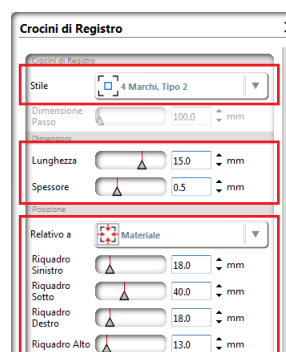 Crocini di Registro
Crocini di Registro
Stile
4 Marchi, Tipo 2
Dimensione
Passo
100.0 mm
Dimensioni
Lunghezza 15.0 mm
Spessore 0.5 mm
Posizione
Relativo a Materiale
Riquadro
Sinistro
18.0 mm
Riquadro
Sotto
40.0 mm
Riquadro
Destro
18.0 mm
Riquadro Alto 13.0 mm